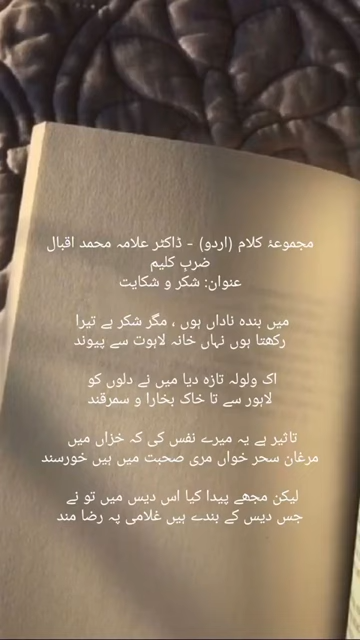 مجموعۂ کلام (اردو) - ڈاکٹر علامہ محمد اقبال
ضربِ کلیم
عنوان: شکر و شکایت
میں بندہ ناداں ہوں ، مگر شکر ہے تیرا
رکھتا ہوں نہاں خانہ لاہوت سے پیوند
اک ولولہ تازہ دیا میں نے دلوں کو
لاہور سے تا خاک بخارا و سمرقند
تاثیر ہے یہ میرے نفس کی کہ خزاں میں
مرغان سحر خواں مری صحبت میں ہیں خورسند
لیکن مجھے پیدا کیا اس دیس میں تو نے
جس دیس کے بندے ہیں غلامی پہ رضا مند